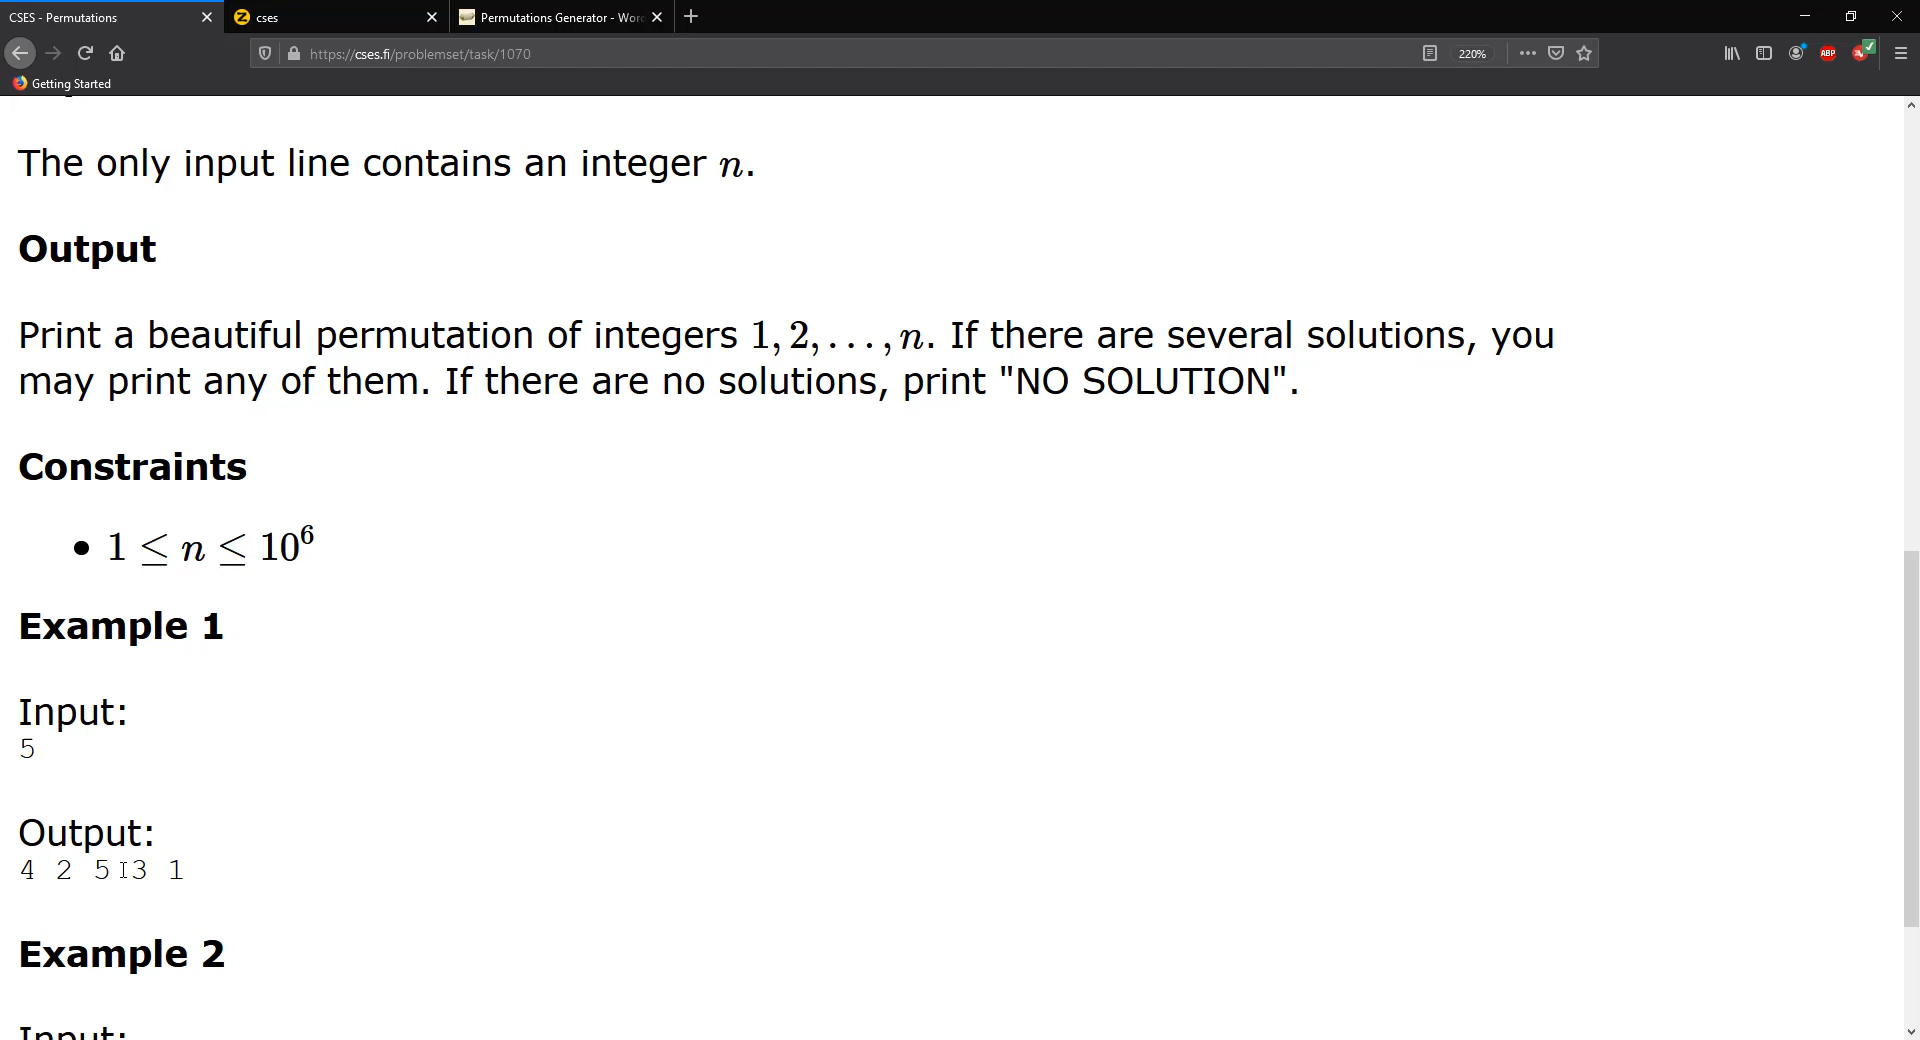 CSES - Permutations
cses
Permutations Generator - Wor
https://cses.fi/problemset/task/1070
220%
ABP
Getting Started
The only input line contains an integer n.
Output
Print a beautiful permutation of integers 1, 2, . . . , n. If there are several solutions, you
may print any of them. If there are no solutions, print "NO SOLUTION".
Constraints
• 1 ≤ n ≤ 10⁶
Example 1
Input:
5
Output:
4 2 5 3 1
Example 2
Input: